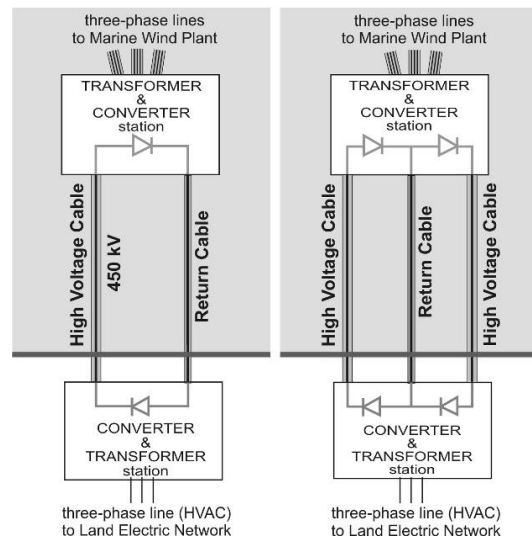 three-phase lines
to Marine Wind Plant
TRANSFORMER
&
CONVERTER
station
High Voltage Cable
450 kV
Return Cable
CONVERTER
&
TRANSFORMER
station
three-phase line (HVAC)
to Land Electric Network
three-phase lines
to Marine Wind Plant
TRANSFORMER
&
CONVERTER
station
High Voltage Cable
Return Cable
High Voltage Cable
CONVERTER
&
TRANSFORMER
station
three-phase line (HVAC)
to Land Electric Network